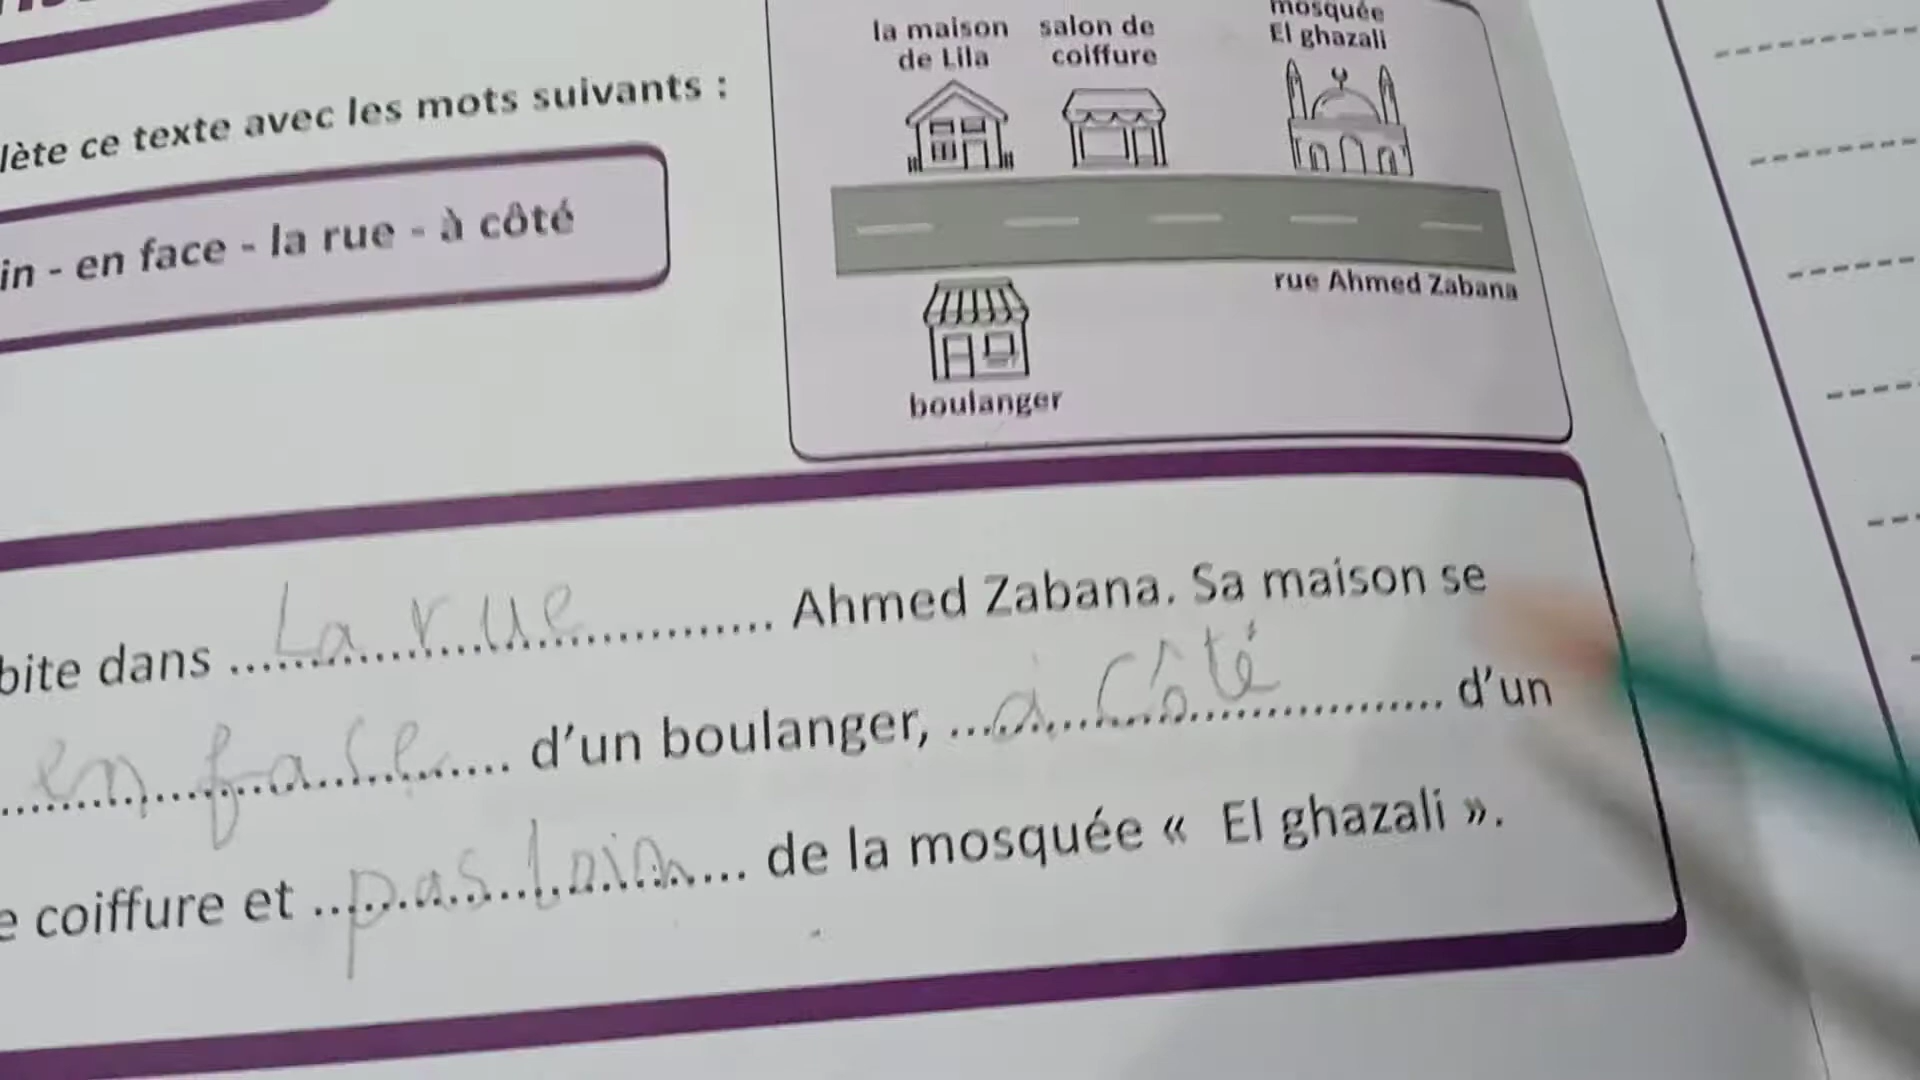 la maison
de Lila
salon de
coiffure
mosquée
El ghazali
lète ce texte avec les mots suivants :
in - en face - la rue - à côté
rue Ahmed Zabana
boulanger
bite dans ... La rue ... Ahmed Zabana. Sa maison se
... en fase ... d'un boulanger, ... à Côté ... d'un
e coiffure et ... pas loin ... de la mosquée « El ghazali ».